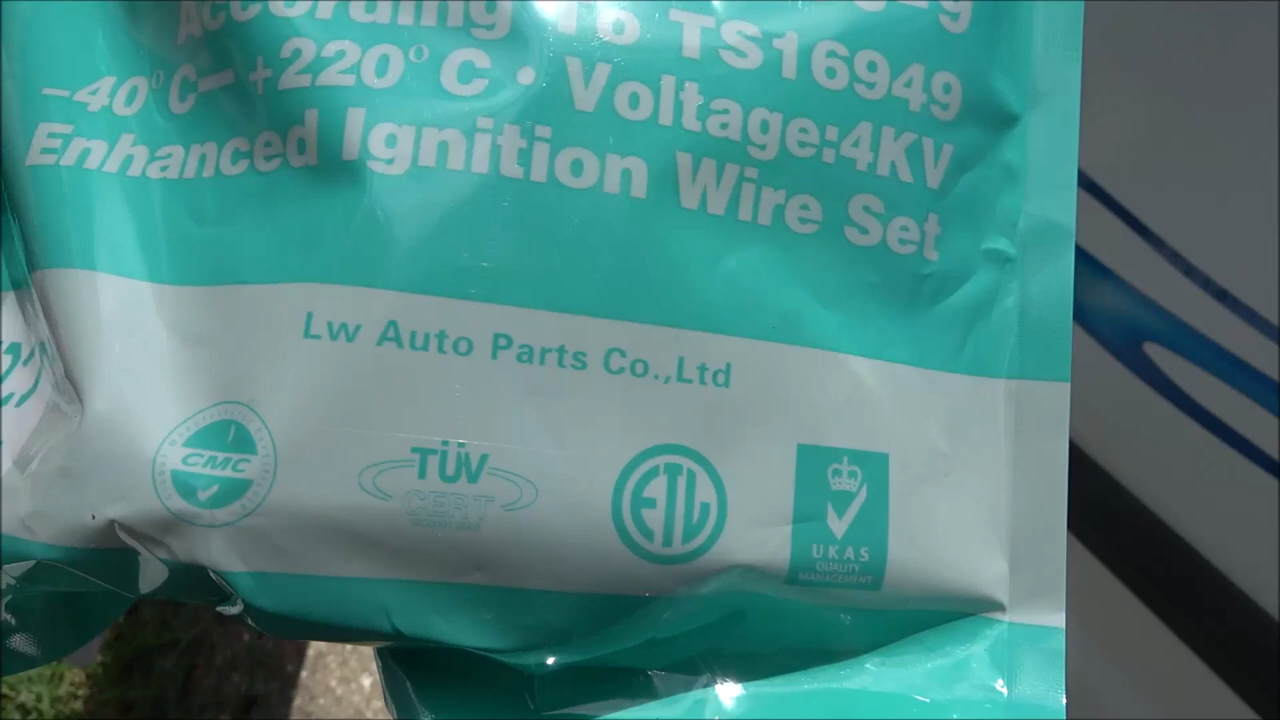 According To TS16949
-40°C— +220°C • Voltage:4KV
Enhanced Ignition Wire Set
Lw Auto Parts Co.,Ltd
CMC
TÜV
CERT
ETL
UKAS
QUALITY
MANAGEMENT